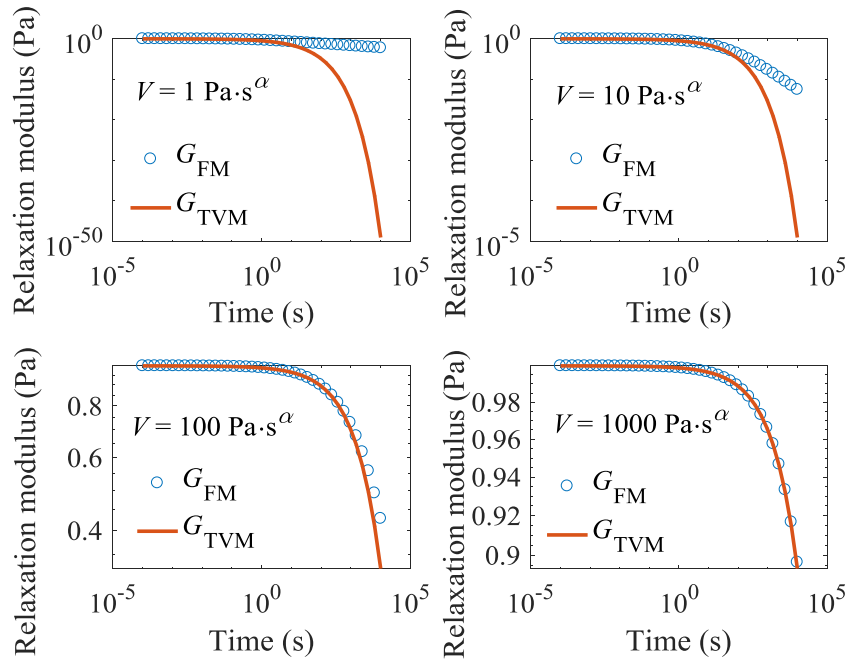 Relaxation modulus (Pa)
10^0
10^-50
V = 1 Pa·s^α
G_FM
G_TVM
10^-5
10^0
10^5
Time (s)
Relaxation modulus (Pa)
10^0
10^-5
V = 10 Pa·s^α
G_FM
G_TVM
10^-5
10^0
10^5
Time (s)
Relaxation modulus (Pa)
0.8
0.6
0.4
V = 100 Pa·s^α
G_FM
G_TVM
10^-5
10^0
10^5
Time (s)
Relaxation modulus (Pa)
0.98
0.96
0.94
0.92
0.9
V = 1000 Pa·s^α
G_FM
G_TVM
10^-5
10^0
10^5
Time (s)